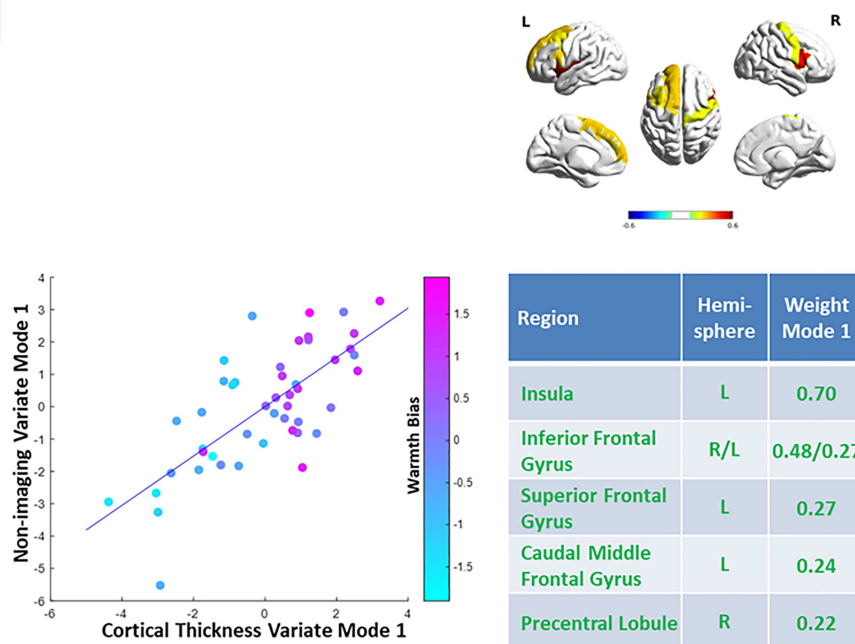 L
R
-0.6
0.6
4
3
2
1
0
-1
-2
-3
-4
-5
-6
Non-imaging Variate Mode 1
-6
-4
-2
0
2
4
Cortical Thickness Variate Mode 1
1.5
1
0.5
0
-0.5
-1
-1.5
Warmth Bias
Region
Hemi-
sphere
Weight
Mode 1
Insula
L
0.70
Inferior Frontal
Gyrus
R/L
0.48/0.27
Superior Frontal
Gyrus
L
0.27
Caudal Middle
Frontal Gyrus
L
0.24
Precentral Lobule
R
0.22